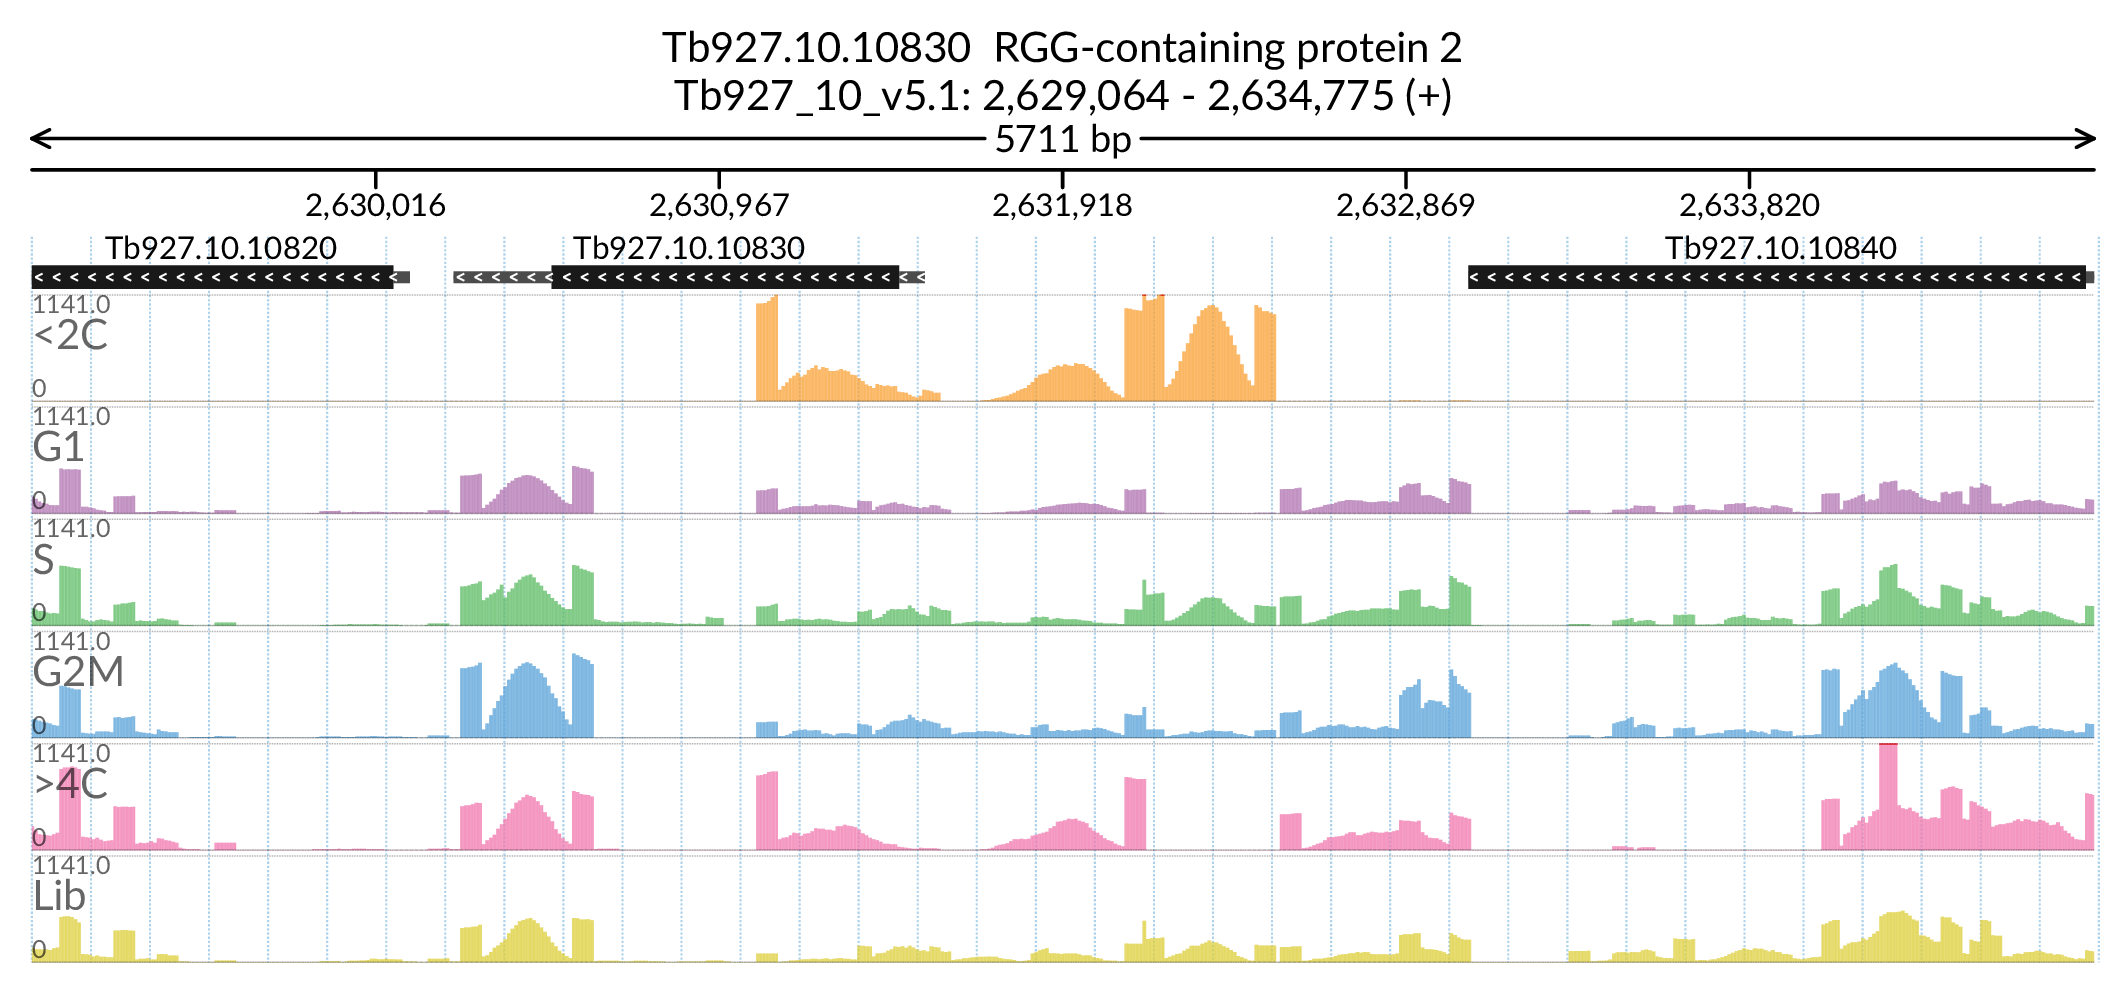 Tb927.10.10830  RGG-containing protein 2
Tb927_10_v5.1: 2,629,064 - 2,634,775 (+)
5711 bp
2,630,016 2,630,967 2,631,918 2,632,869 2,633,820
Tb927.10.10820 Tb927.10.10830 Tb927.10.10840
1141.0
<2C
0
1141.0
G1
0
1141.0
S
0
1141.0
G2M
0
1141.0
>4C
0
1141.0
Lib
0